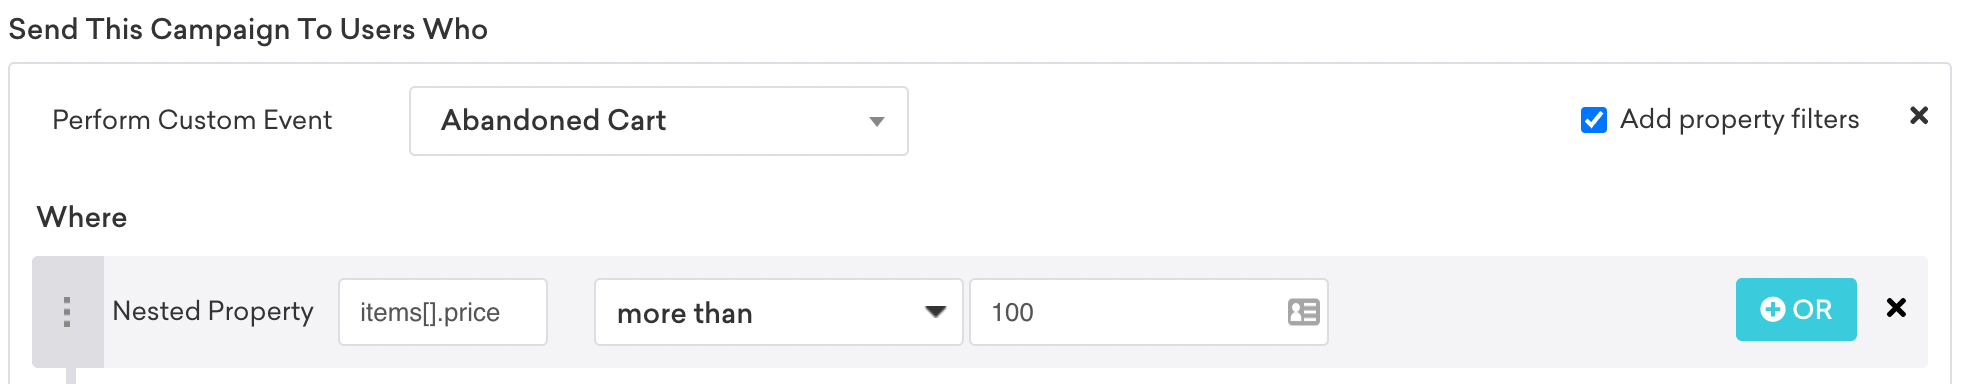 Send This Campaign To Users Who
Perform Custom Event Abandoned Cart Add property filters
Where
Nested Property items[].price more than 100 OR